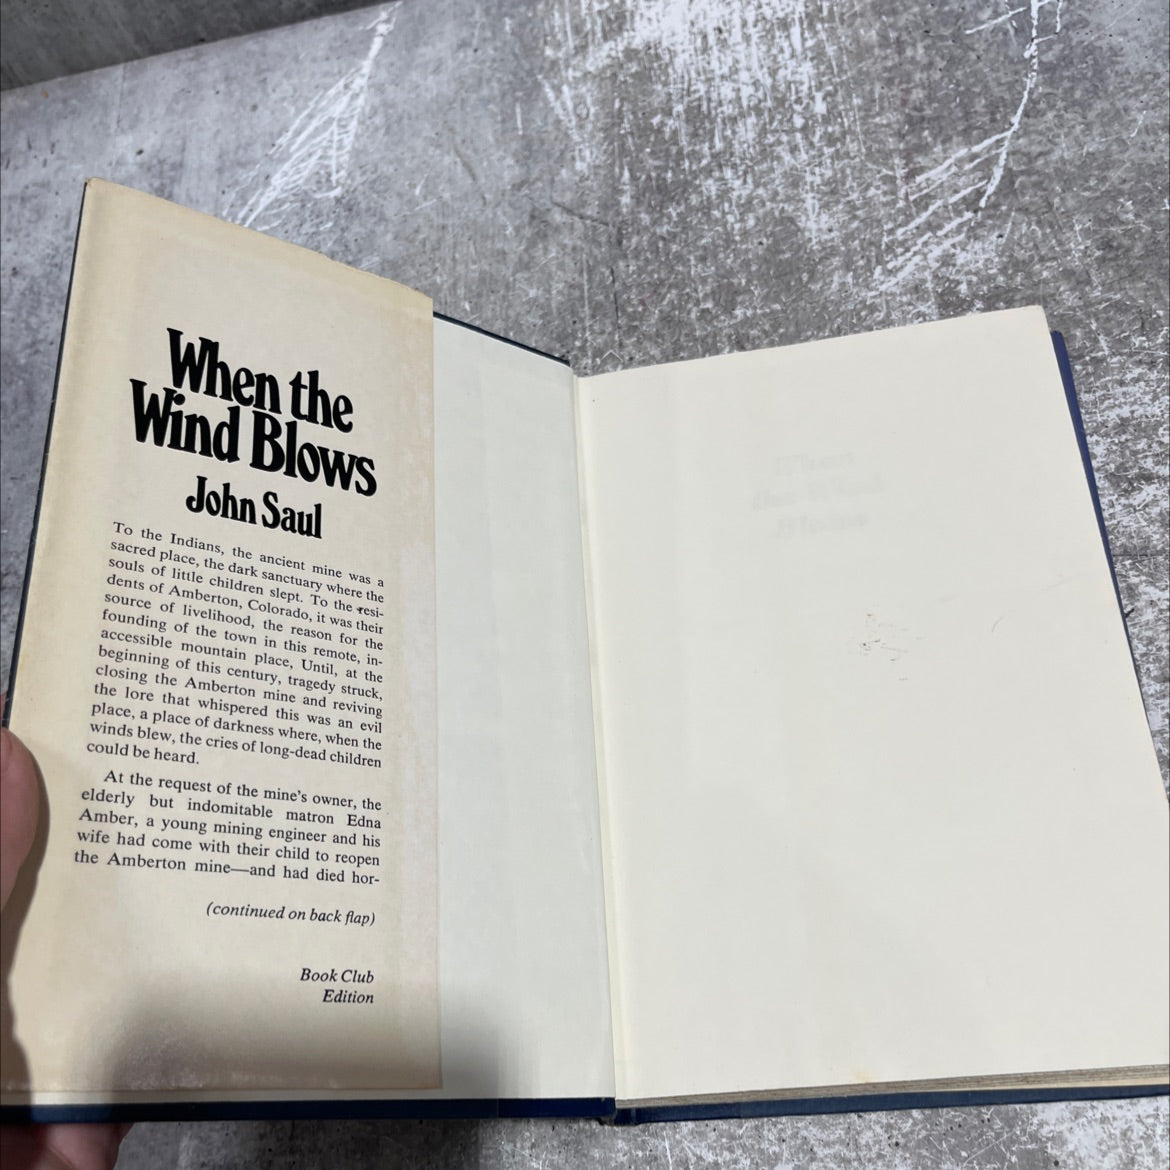 When the
Wind Blows
John Saul
To the Indians, the ancient mine was a
sacred place, the dark sanctuary where the
souls of little children slept. To the resi-
dents of Amberton, Colorado, it was their
source of livelihood, the reason for the
founding of the town in this remote, in-
accessible mountain place, Until, at the
beginning of this century, tragedy struck,
closing the Amberton mine and reviving
the lore that whispered this was an evil
place, a place of darkness where, when the
winds blew, the cries of long-dead children
could be heard.
At the request of the mine's owner, the
elderly but indomitable matron Edna
Amber, a young mining engineer and his
wife had come with their child to reopen
the Amberton mine—and had died hor-
(continued on back flap)
Book Club
Edition